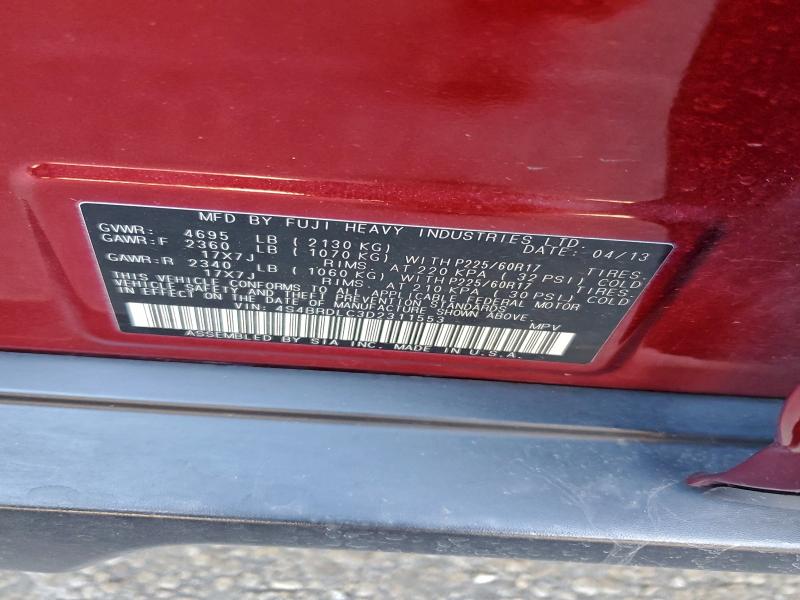 MFD BY FUJI HEAVY INDUSTRIES LTD.
GVWR: 4695 LB (2130 KG) DATE: 04/13
GAWR:F 2360 LB (1070 KG) WITH P225/60R17 TIRES.
17X7J RIMS, AT 220 KPA ( 32 PSI), COLD
GAWR:R 2340 LB (1060 KG) WITH P225/60R17 TIRES.
17X7J RIMS, AT 210 KPA ( 30 PSI), COLD
THIS VEHICLE CONFORMS TO ALL APPLICABLE FEDERAL MOTOR
VEHICLE SAFETY AND THEFT PREVENTION STANDARDS
IN EFFECT ON DATE OF MANUFACTURE SHOWN ABOVE.
VIN: 4S4BRDLC3D2311553 MPV
ASSEMBLED BY SIA INC. MADE IN U.S.A.